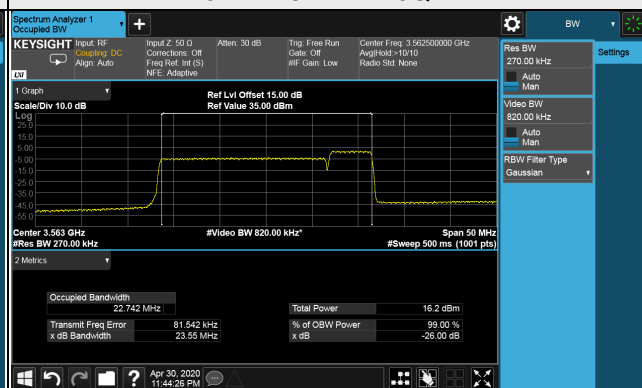 Spectrum Analyzer 1
Occupied BW
BW
KEYSIGHT
Input: RF
Coupling: DC
Align: Auto
Input Z: 50 Ω
Corrections: Off
Freq Ref: Int (S)
NFE: Adaptive
Atten: 30 dB
Trig: Free Run
Gate: Off
#IF Gain: Low
Center Freq: 3.562500000 GHz
Avg|Hold:>10/10
Radio Std: None
LXI
1 Graph
Scale/Div 10.0 dB
Ref Lvl Offset 15.00 dB
Ref Value 35.00 dBm
Log
25.0
15.0
5.00
-5.00
-15.0
-25.0
-35.0
-45.0
-55.0
Center 3.563 GHz
#Res BW 270.00 kHz
#Video BW 820.00 kHz*
Span 50 MHz
#Sweep 500 ms (1001 pts)
2 Metrics
Occupied Bandwidth
22.742 MHz
Transmit Freq Error 81.542 kHz
x dB Bandwidth 23.55 MHz
Total Power 16.2 dBm
% of OBW Power 99.00 %
x dB -26.00 dB
Res BW
270.00 kHz
Auto
Man
Video BW
820.00 kHz
Auto
Man
RBW Filter Type
Gaussian
Settings
?
Apr 30, 2020
11:44:26 PM